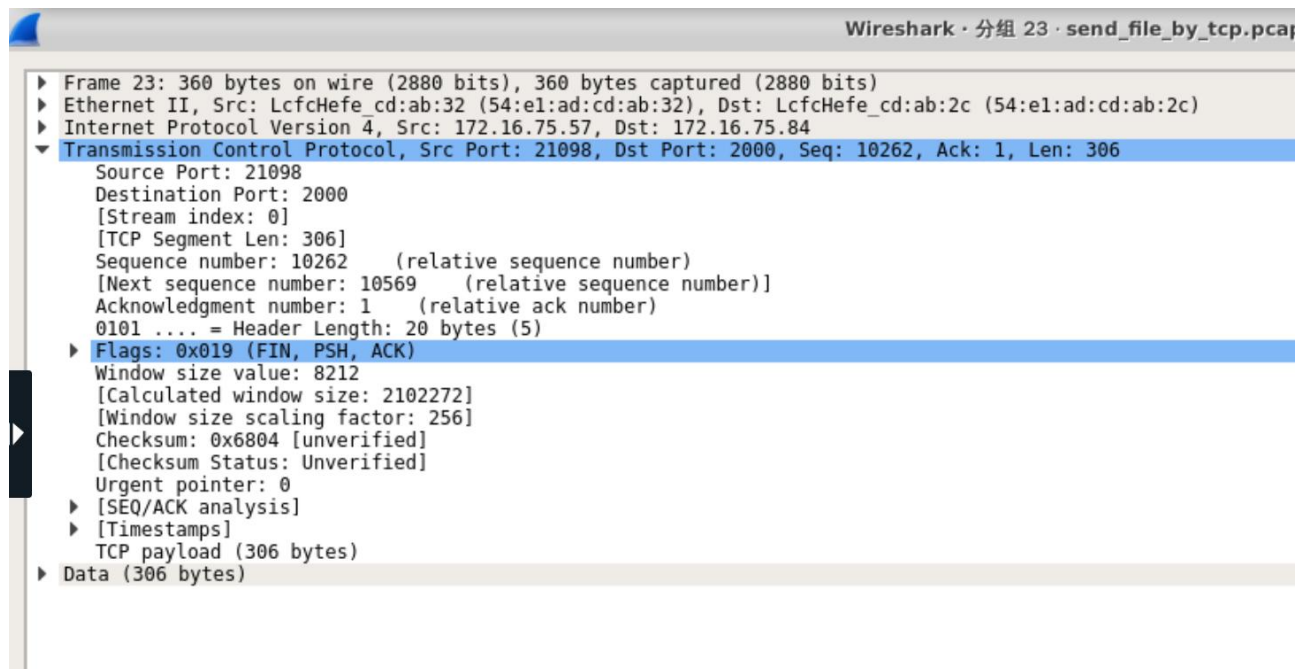 Wireshark · 分组 23 · send_file_by_tcp.pcap
Frame 23: 360 bytes on wire (2880 bits), 360 bytes captured (2880 bits)
Ethernet II, Src: LcfcHefe_cd:ab:32 (54:e1:ad:cd:ab:32), Dst: LcfcHefe_cd:ab:2c (54:e1:ad:cd:ab:2c)
Internet Protocol Version 4, Src: 172.16.75.57, Dst: 172.16.75.84
Transmission Control Protocol, Src Port: 21098, Dst Port: 2000, Seq: 10262, Ack: 1, Len: 306
Source Port: 21098
Destination Port: 2000
[Stream index: 0]
[TCP Segment Len: 306]
Sequence number: 10262    (relative sequence number)
[Next sequence number: 10569    (relative sequence number)]
Acknowledgment number: 1    (relative ack number)
0101 .... = Header Length: 20 bytes (5)
Flags: 0x019 (FIN, PSH, ACK)
Window size value: 8212
[Calculated window size: 2102272]
[Window size scaling factor: 256]
Checksum: 0x6804 [unverified]
[Checksum Status: Unverified]
Urgent pointer: 0
[SEQ/ACK analysis]
[Timestamps]
TCP payload (306 bytes)
Data (306 bytes)